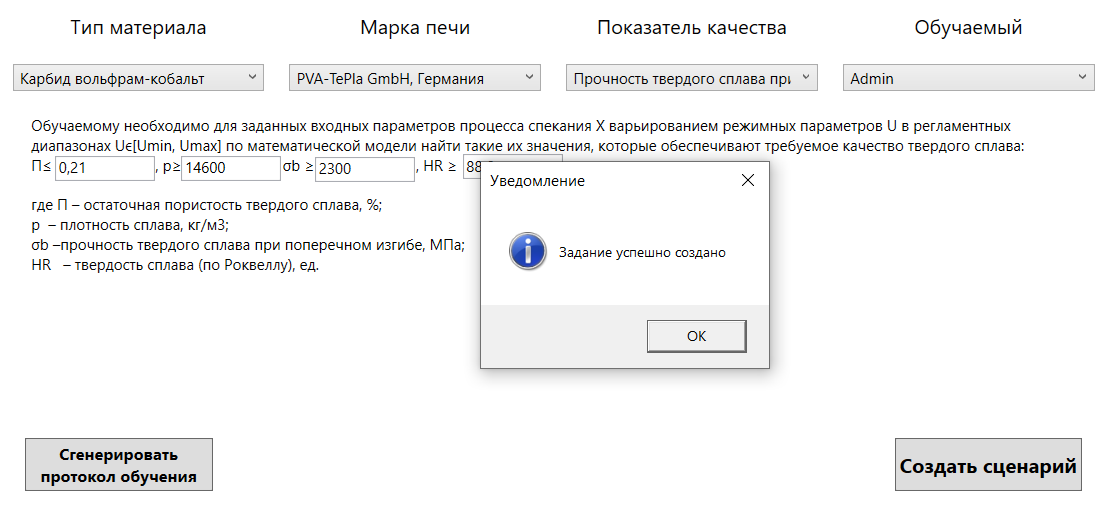 Тип материала
Марка печи
Показатель качества
Обучаемый
Карбид вольфрам-кобальт
PVA-TePla GmbH, Германия
Прочность твердого сплава при
Admin
Обучаемому необходимо для заданных входных параметров процесса спекания X варьированием режимных параметров U в регламентных
диапазонах Uє[Umin, Umax] по математической модели найти такие их значения, которые обеспечивают требуемое качество твердого сплава:
П≤ 0,21 , р≥ 14600 σb ≥ 2300 , HR ≥ 88
где П – остаточная пористость твердого сплава, %;
р – плотность сплава, кг/м3;
σb –прочность твердого сплава при поперечном изгибе, МПа;
HR – твердость сплава (по Роквеллу), ед.
Уведомление
Задание успешно создано
OK
Сгенерировать
протокол обучения
Создать сценарий